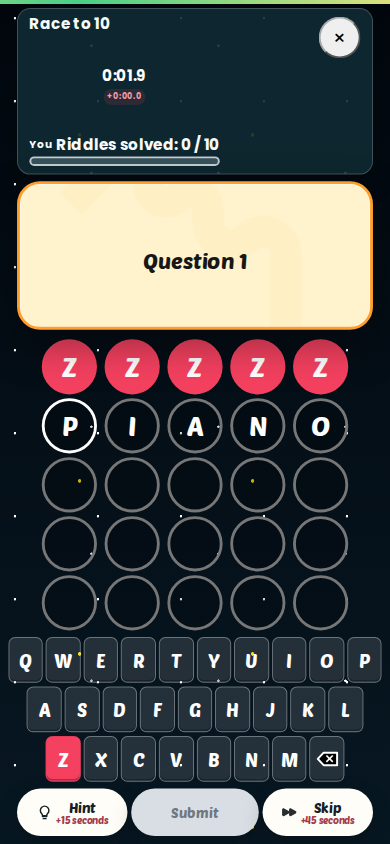 Race to 10
×
0:01.9
+0:00.0
You Riddles solved: 0 / 10
Question 1
Z Z Z Z Z
P I A N O
Q W E R T Y U I O P
A S D F G H J K L
Z X C V B N M
Hint
+15 seconds
Submit
Skip
+45 seconds